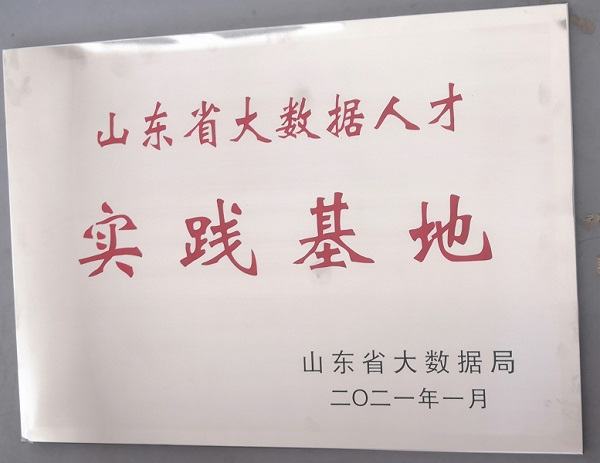 山东省大数据人才
实践基地
山东省大数据局
二〇二一年一月